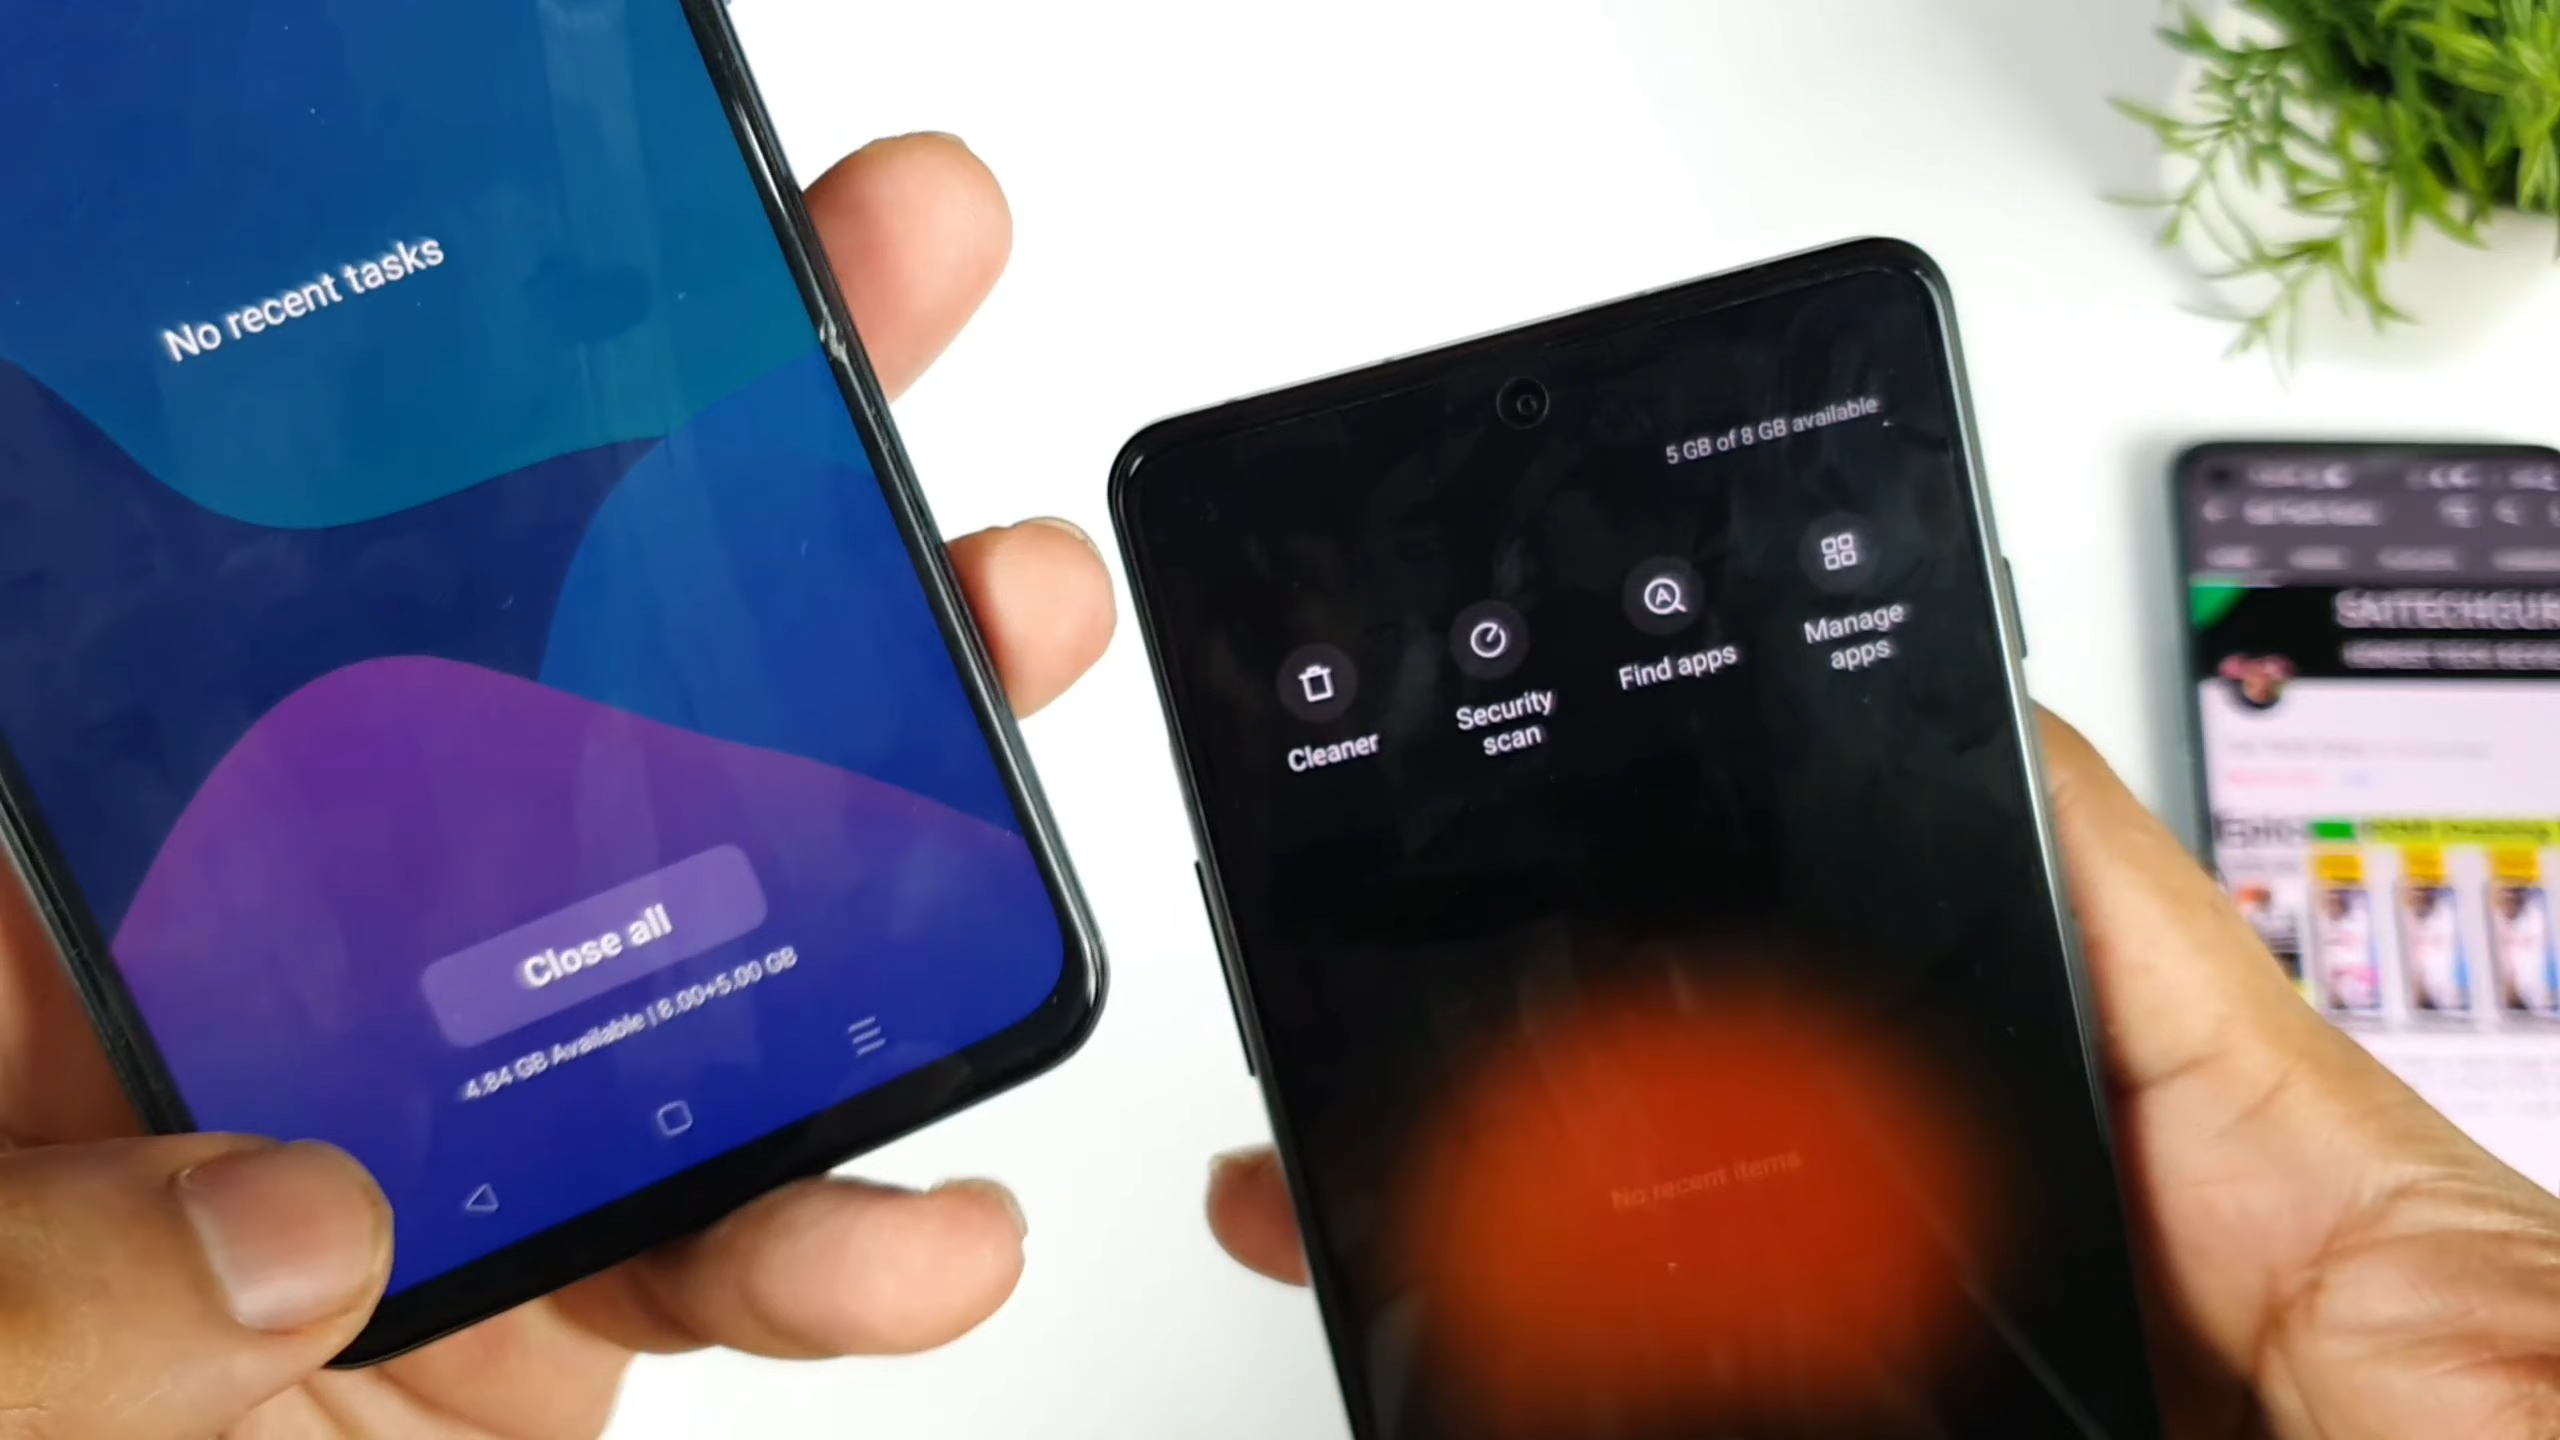 No recent tasks
Close all
4.84 GB Available | 8.00+5.00 GB
5 GB of 8 GB available
Cleaner
Security
scan
Find apps
Manage
apps
No recent items
SAITECHGUR